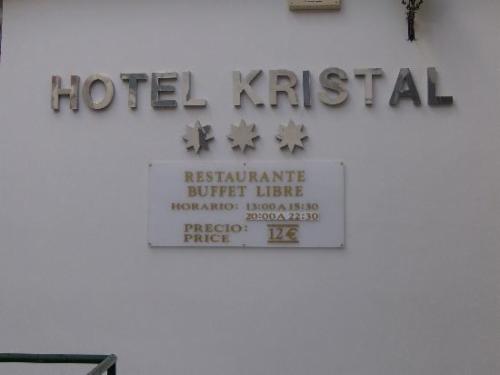 HOTEL KRISTAL
RESTAURANTE
BUFFET LIBRE
HORARIO: 13:00 A 15:30
20:00 A 22:30
PRECIO:
PRICE
12€